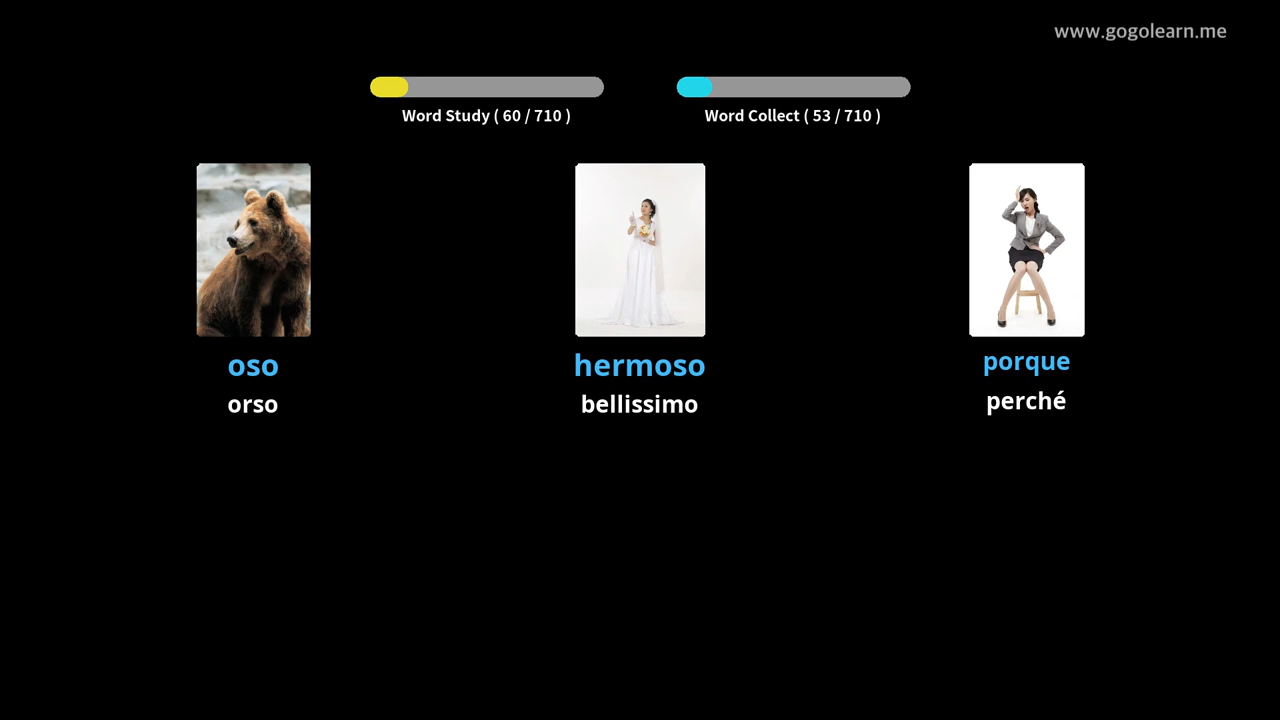 www.gogolearn.me
Word Study ( 60 / 710 )
Word Collect ( 53 / 710 )
oso
orso
hermoso
bellissimo
porque
perché